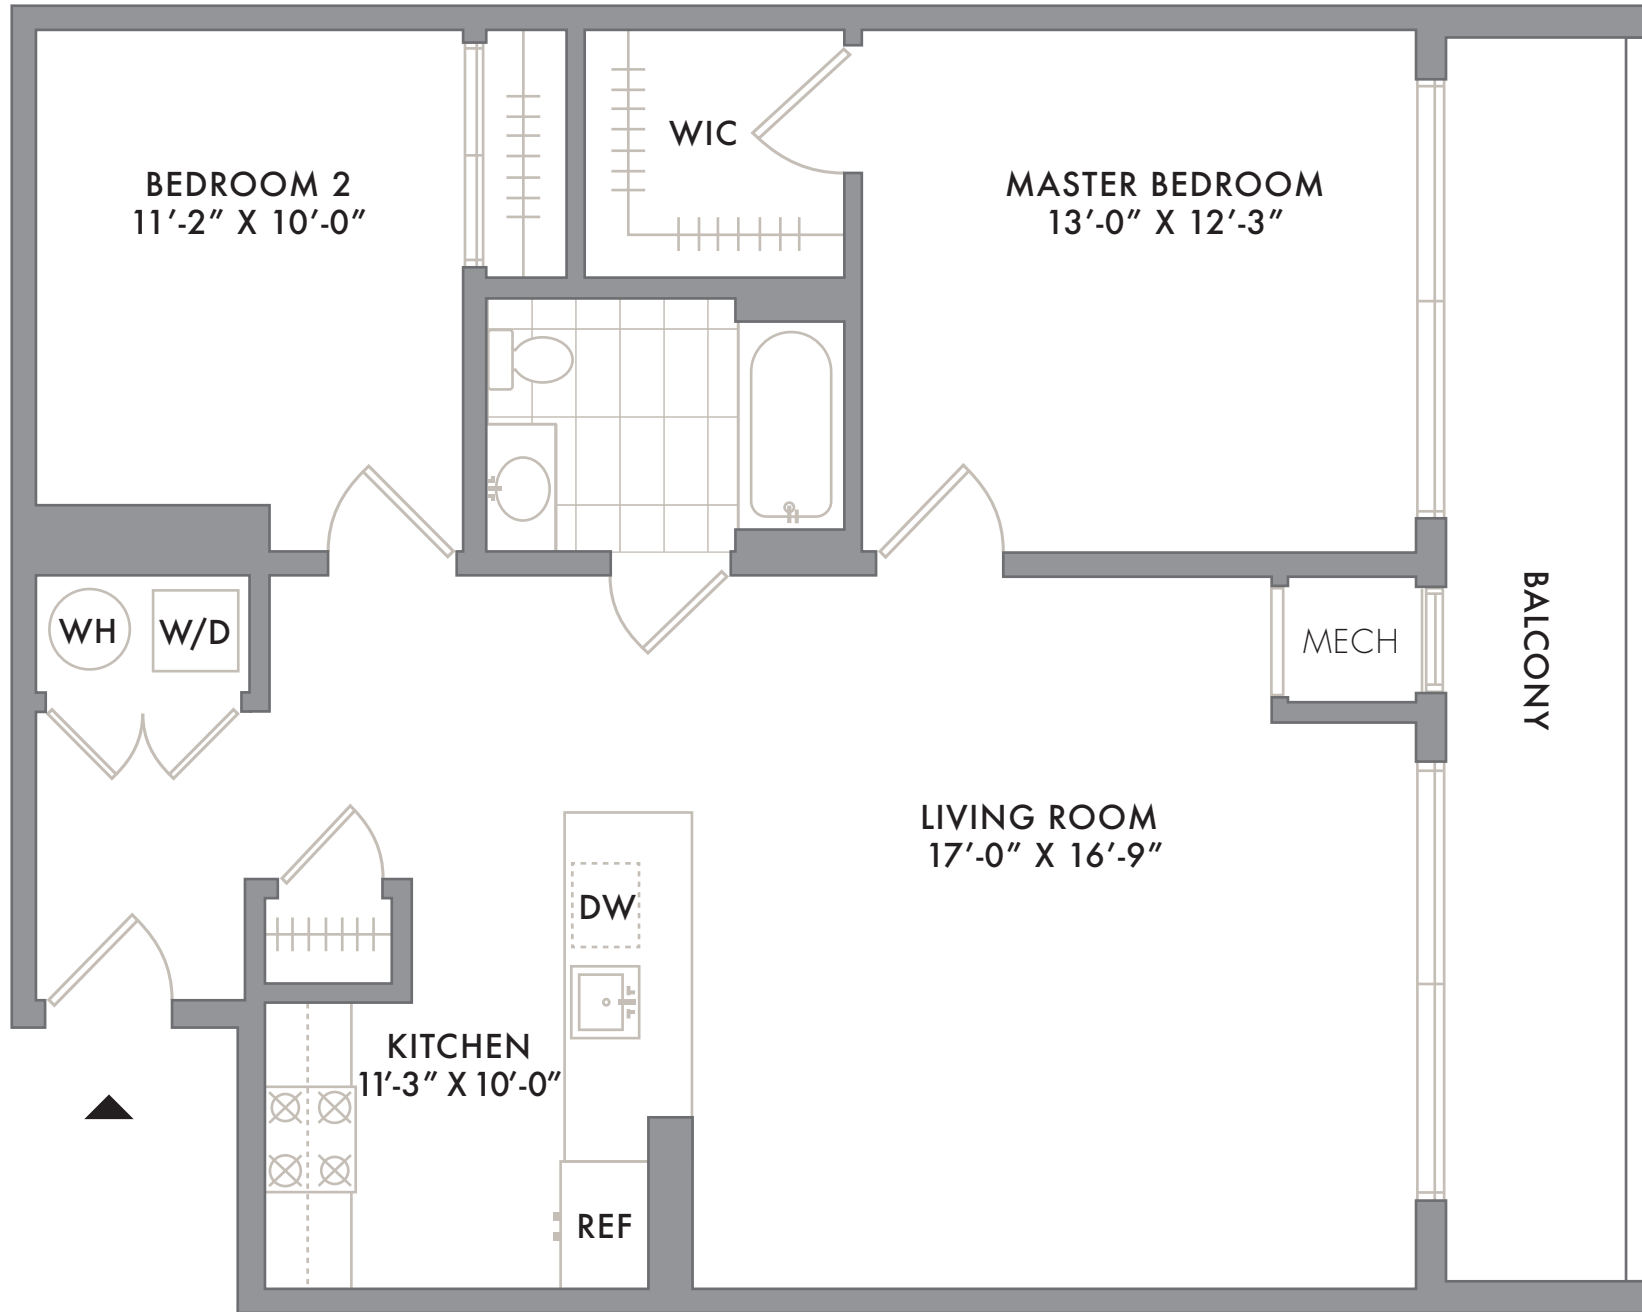 BEDROOM 2
11'-2" X 10'-0"
WIC
MASTER BEDROOM
13'-0" X 12'-3"
WH
W/D
MECH
BALCONY
LIVING ROOM
17'-0" X 16'-9"
DW
KITCHEN
11'-3" X 10'-0"
REF